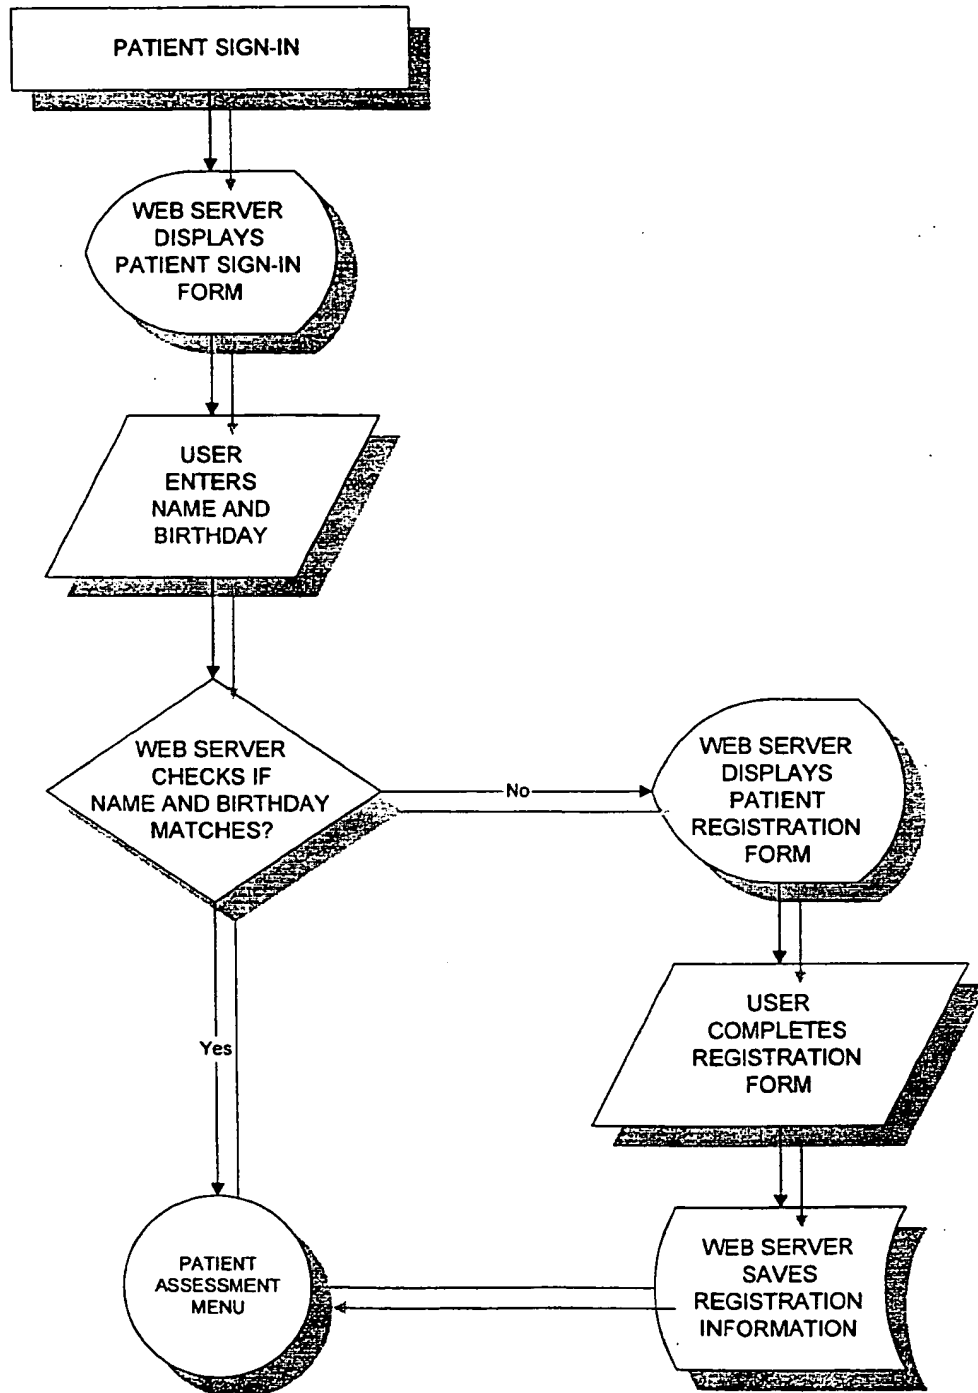 PATIENT SIGN-IN
WEB SERVER
DISPLAYS
PATIENT SIGN-IN
FORM
USER
ENTERS
NAME AND
BIRTHDAY
WEB SERVER
CHECKS IF
NAME AND BIRTHDAY
MATCHES?
No
WEB SERVER
DISPLAYS
PATIENT
REGISTRATION
FORM
USER
COMPLETES
REGISTRATION
FORM
Yes
WEB SERVER
SAVES
REGISTRATION
INFORMATION
PATIENT
ASSESSMENT
MENU